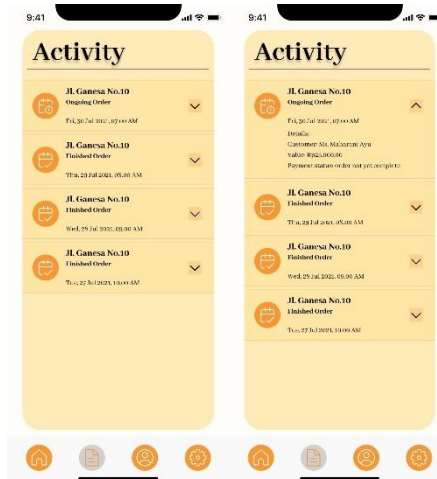 9:41
Activity
Jl. Ganesa No.10
Ongoing Order
Fri, 30 Jul 2021, 07.00 AM
Jl. Ganesa No.10
Finished Order
Thu, 29 Jul 2021, 08.00 AM
Jl. Ganesa No.10
Finished Order
Wed, 29 Jul 2021, 09.00 AM
Jl. Ganesa No.10
Finished Order
Tue, 27 Jul 2021, 10.00 AM
9:41
Activity
Jl. Ganesa No.10
Ongoing Order
Fri, 30 Jul 2021, 07.00 AM
Details:
Customer: Ms. Maharani Ayu
Value: Rp25,000.00
Payment status: order not yet complete
Jl. Ganesa No.10
Finished Order
Thu, 29 Jul 2021, 08.00 AM
Jl. Ganesa No.10
Finished Order
Wed, 29 Jul 2021, 09.00 AM
Jl. Ganesa No.10
Finished Order
Tue, 27 Jul 2021, 10.00 AM